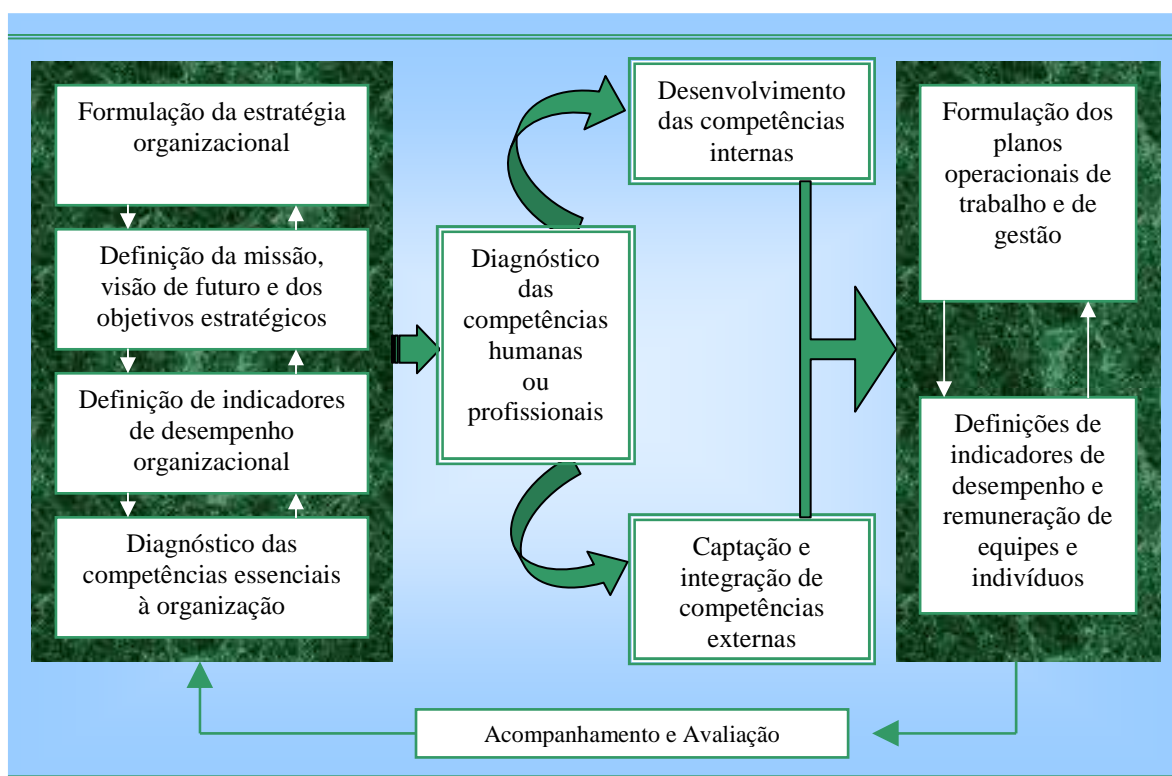 Formulação da estratégia
organizacional
Definição da missão,
visão de futuro e dos
objetivos estratégicos
Definição de indicadores
de desempenho
organizacional
Diagnóstico das
competências essenciais
à organização
Diagnóstico
das
competências
humanas
ou
profissionais
Desenvolvimento
das competências
internas
Captação e
integração de
competências
externas
Formulação dos
planos
operacionais de
trabalho e de
gestão
Definições de
indicadores de
desempenho e
remuneração de
equipes e
indivíduos
Acompanhamento e Avaliação